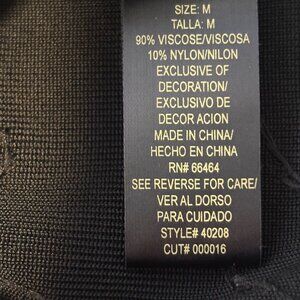 SIZE: M
TALLA: M
90% VISCOSE/VISCOSA
10% NYLON/NILON
EXCLUSIVE OF
DECORATION/
EXCLUSIVO DE
DECOR ACION
MADE IN CHINA/
HECHO EN CHINA
RN# 66464
SEE REVERSE FOR CARE/
VER AL DORSO
PARA CUIDADO
STYLE# 40208
CUT# 000016